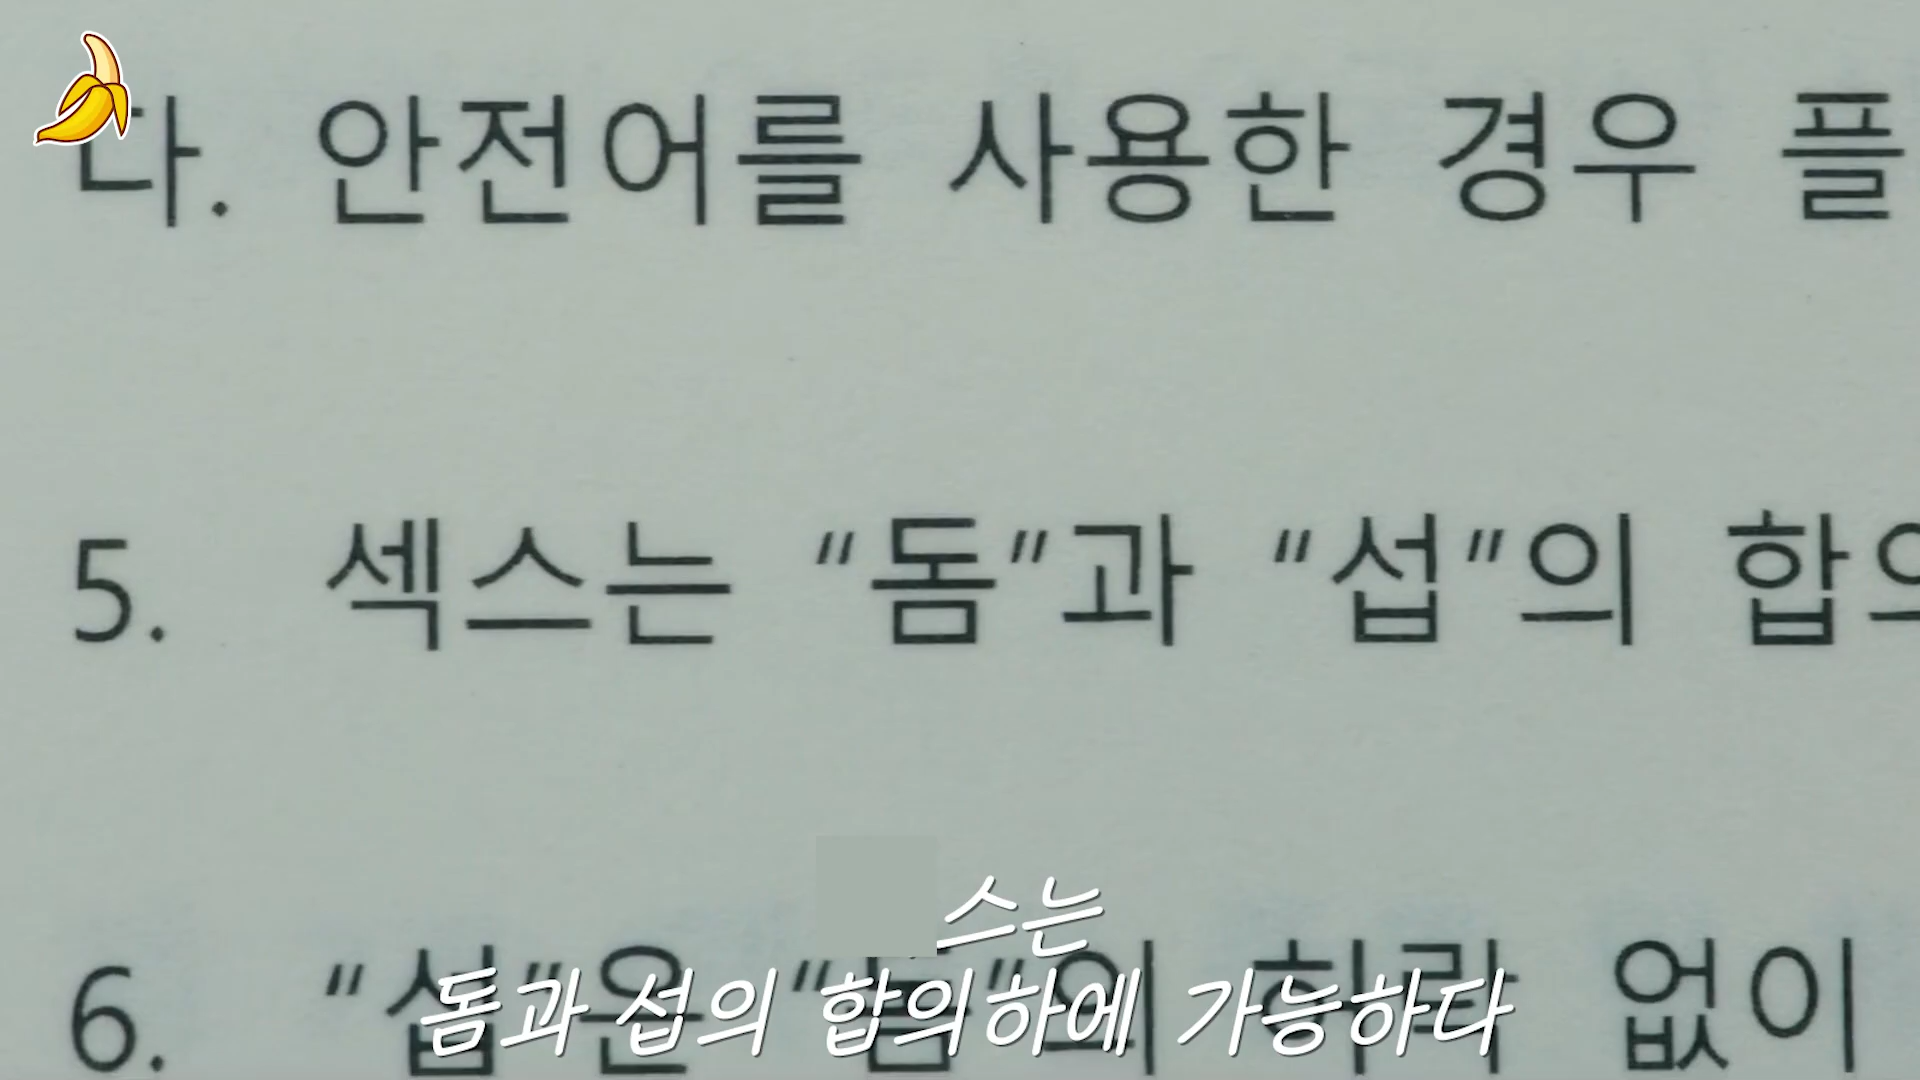 다. 안전어를 사용한 경우 플
5. 섹스는 "돔"과 "섭"의 합의
6. "섭"은 "돔"의 허락 없이
스는
돔과 섭의 합의하에 가능하다